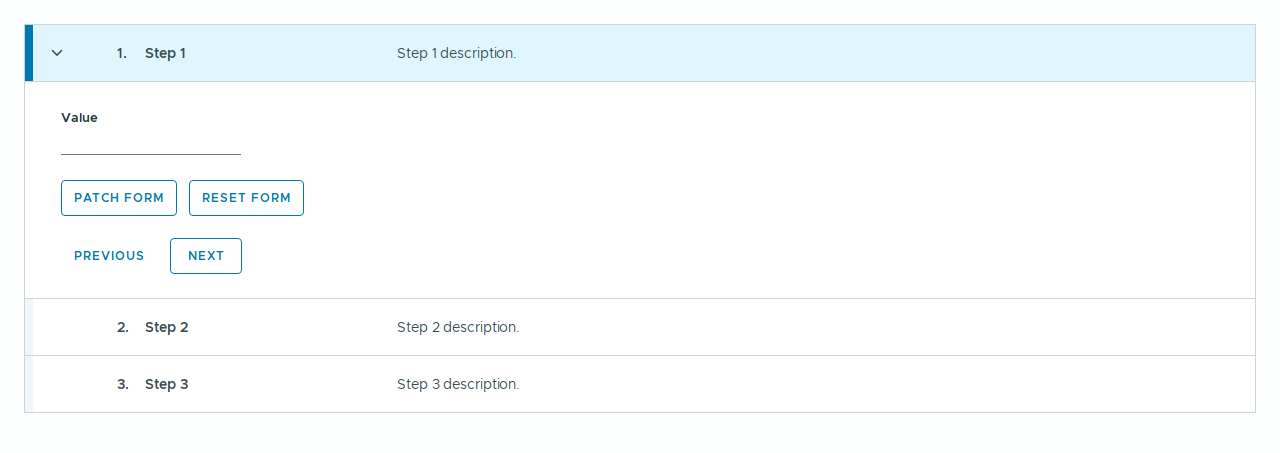 1. Step 1 Step 1 description.
Value
PATCH FORM RESET FORM
PREVIOUS NEXT
2. Step 2 Step 2 description.
3. Step 3 Step 3 description.